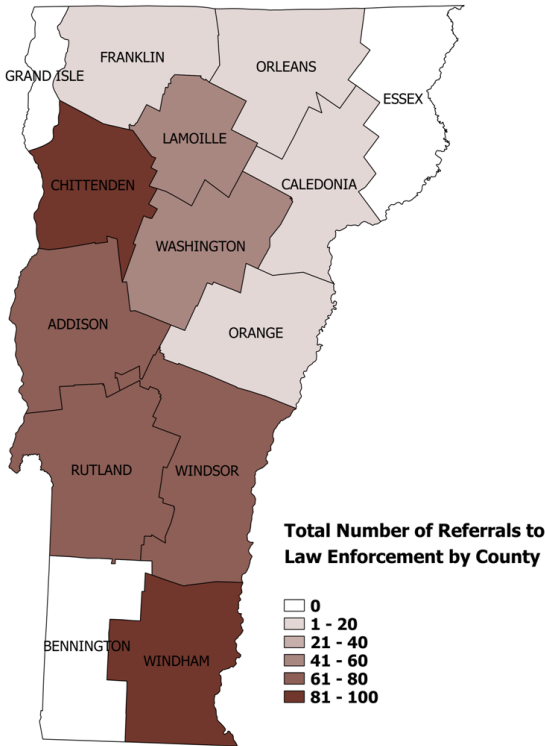 FRANKLIN
ORLEANS
GRAND ISLE
ESSEX
LAMOILLE
CHITTENDEN
CALEDONIA
WASHINGTON
ADDISON
ORANGE
RUTLAND
WINDSOR
Total Number of Referrals to
Law Enforcement by County
0
1 - 20
21 - 40
41 - 60
61 - 80
81 - 100
BENNINGTON
WINDHAM